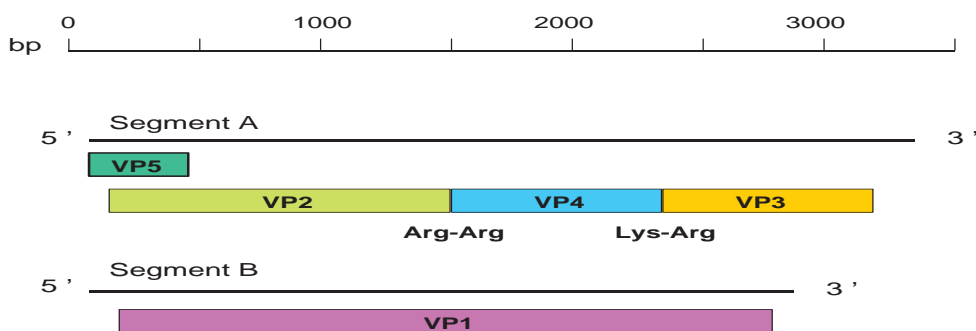 0 1000 2000 3000
bp
Segment A
5 ' 3 '
VP5
VP2 VP4 VP3
Arg-Arg Lys-Arg
Segment B
5 ' 3 '
VP1